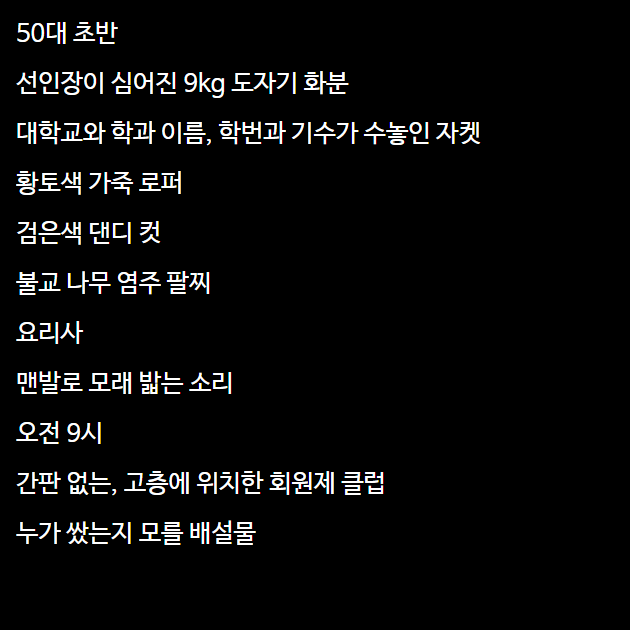 50대 초반
선인장이 심어진 9kg 도자기 화분
대학교와 학과 이름, 학번과 기수가 수놓인 자켓
황토색 가죽 로퍼
검은색 댄디 컷
불교 나무 염주 팔찌
요리사
맨발로 모래 밟는 소리
오전 9시
간판 없는, 고층에 위치한 회원제 클럽
누가 쌌는지 모를 배설물